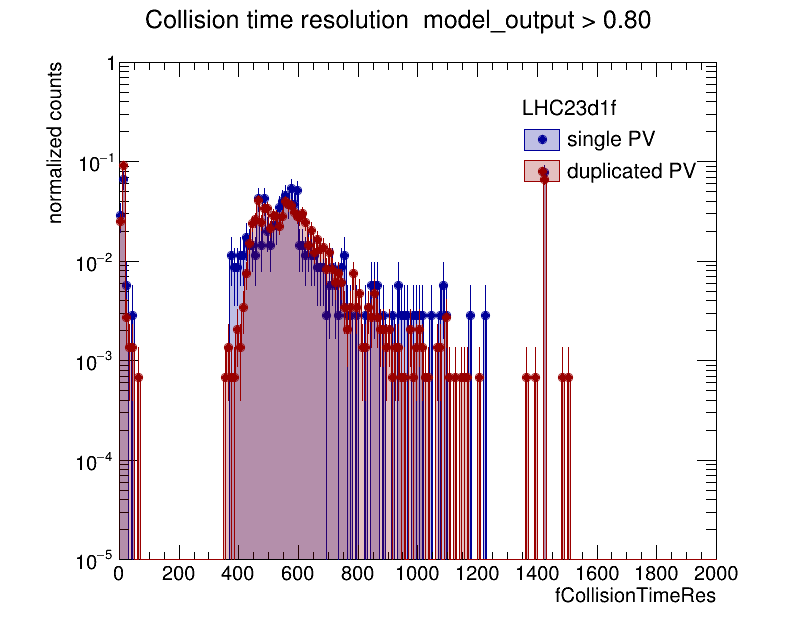 Collision time resolution model_output > 0.80
normalized counts
1
10⁻¹
10⁻²
10⁻³
10⁻⁴
10⁻⁵
LHC23d1f
single PV
duplicated PV
0 200 400 600 800 1000 1200 1400 1600 1800 2000
fCollisionTimeRes